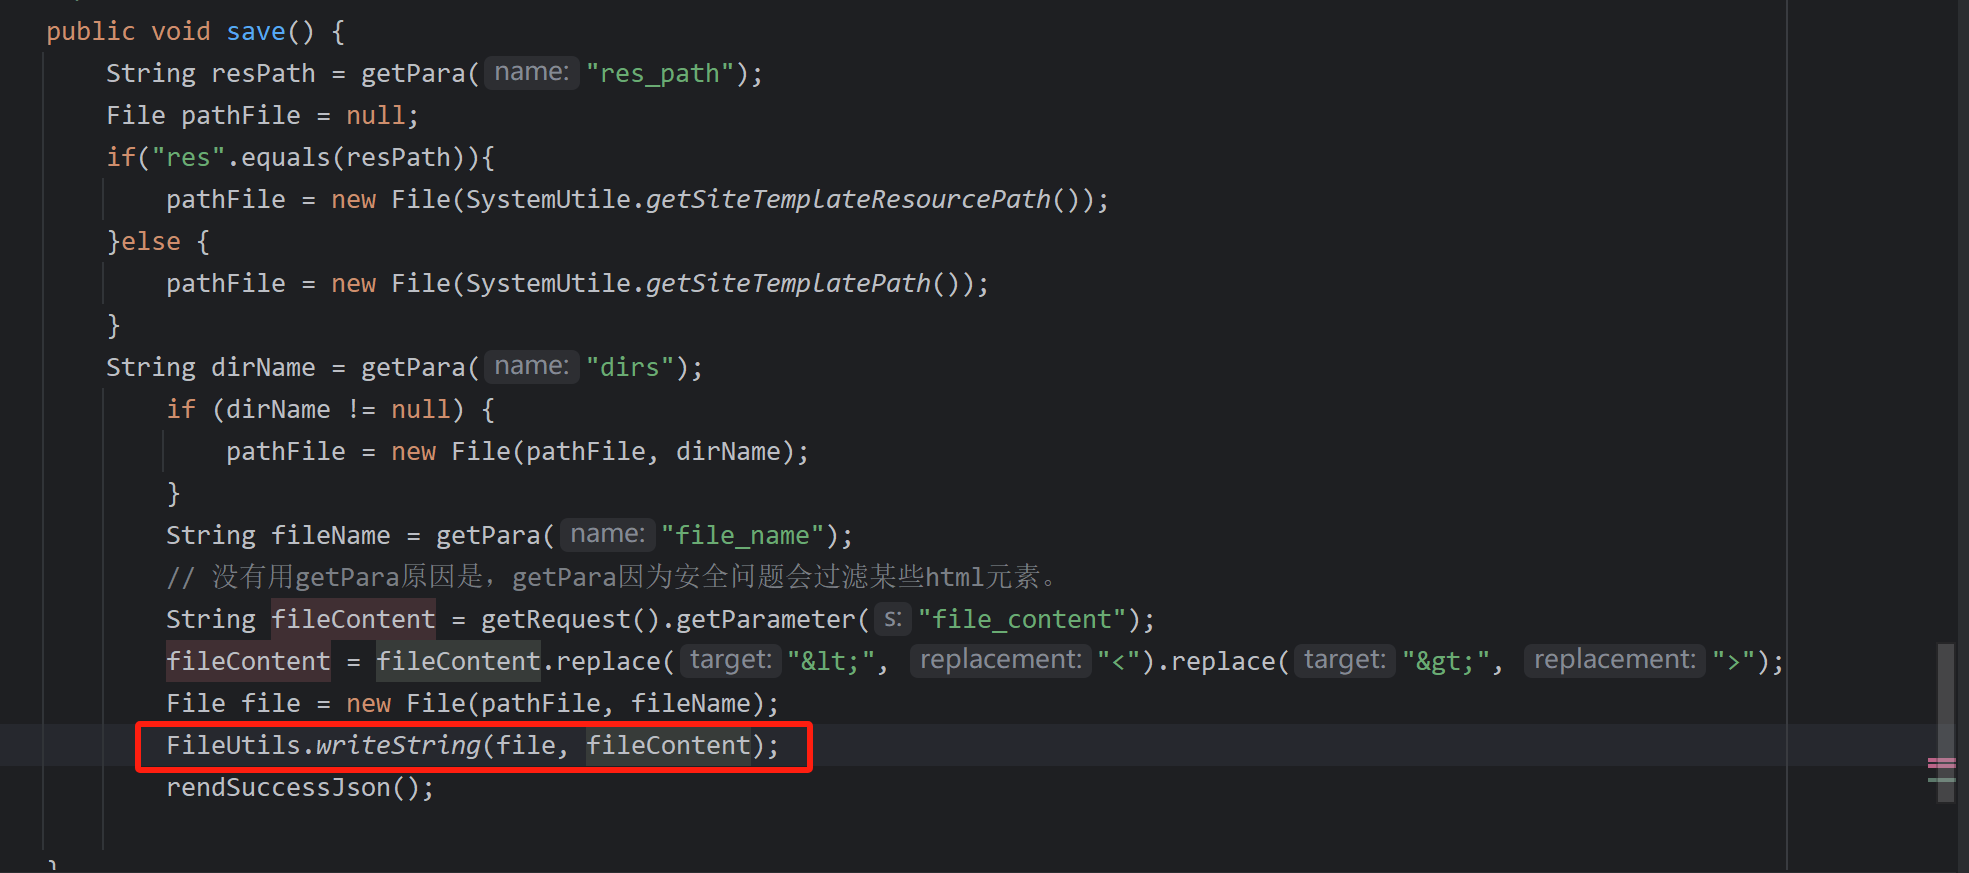 public void save() {
String resPath = getPara( name: "res_path");
File pathFile = null;
if("res".equals(resPath)){
pathFile = new File(SystemUtile.getSiteTemplateResourcePath());
}else {
pathFile = new File(SystemUtile.getSiteTemplatePath());
}
String dirName = getPara( name: "dirs");
if (dirName != null) {
pathFile = new File(pathFile, dirName);
}
String fileName = getPara( name: "file_name");
// 没有用getPara原因是，getPara因为安全问题会过滤某些html元素。
String fileContent = getRequest().getParameter( s: "file_content");
fileContent = fileContent.replace( target: "&lt;", replacement: "<").replace( target: "&gt;", replacement: ">");
File file = new File(pathFile, fileName);
FileUtils.writeString(file, fileContent);
rendSuccessJson();
}